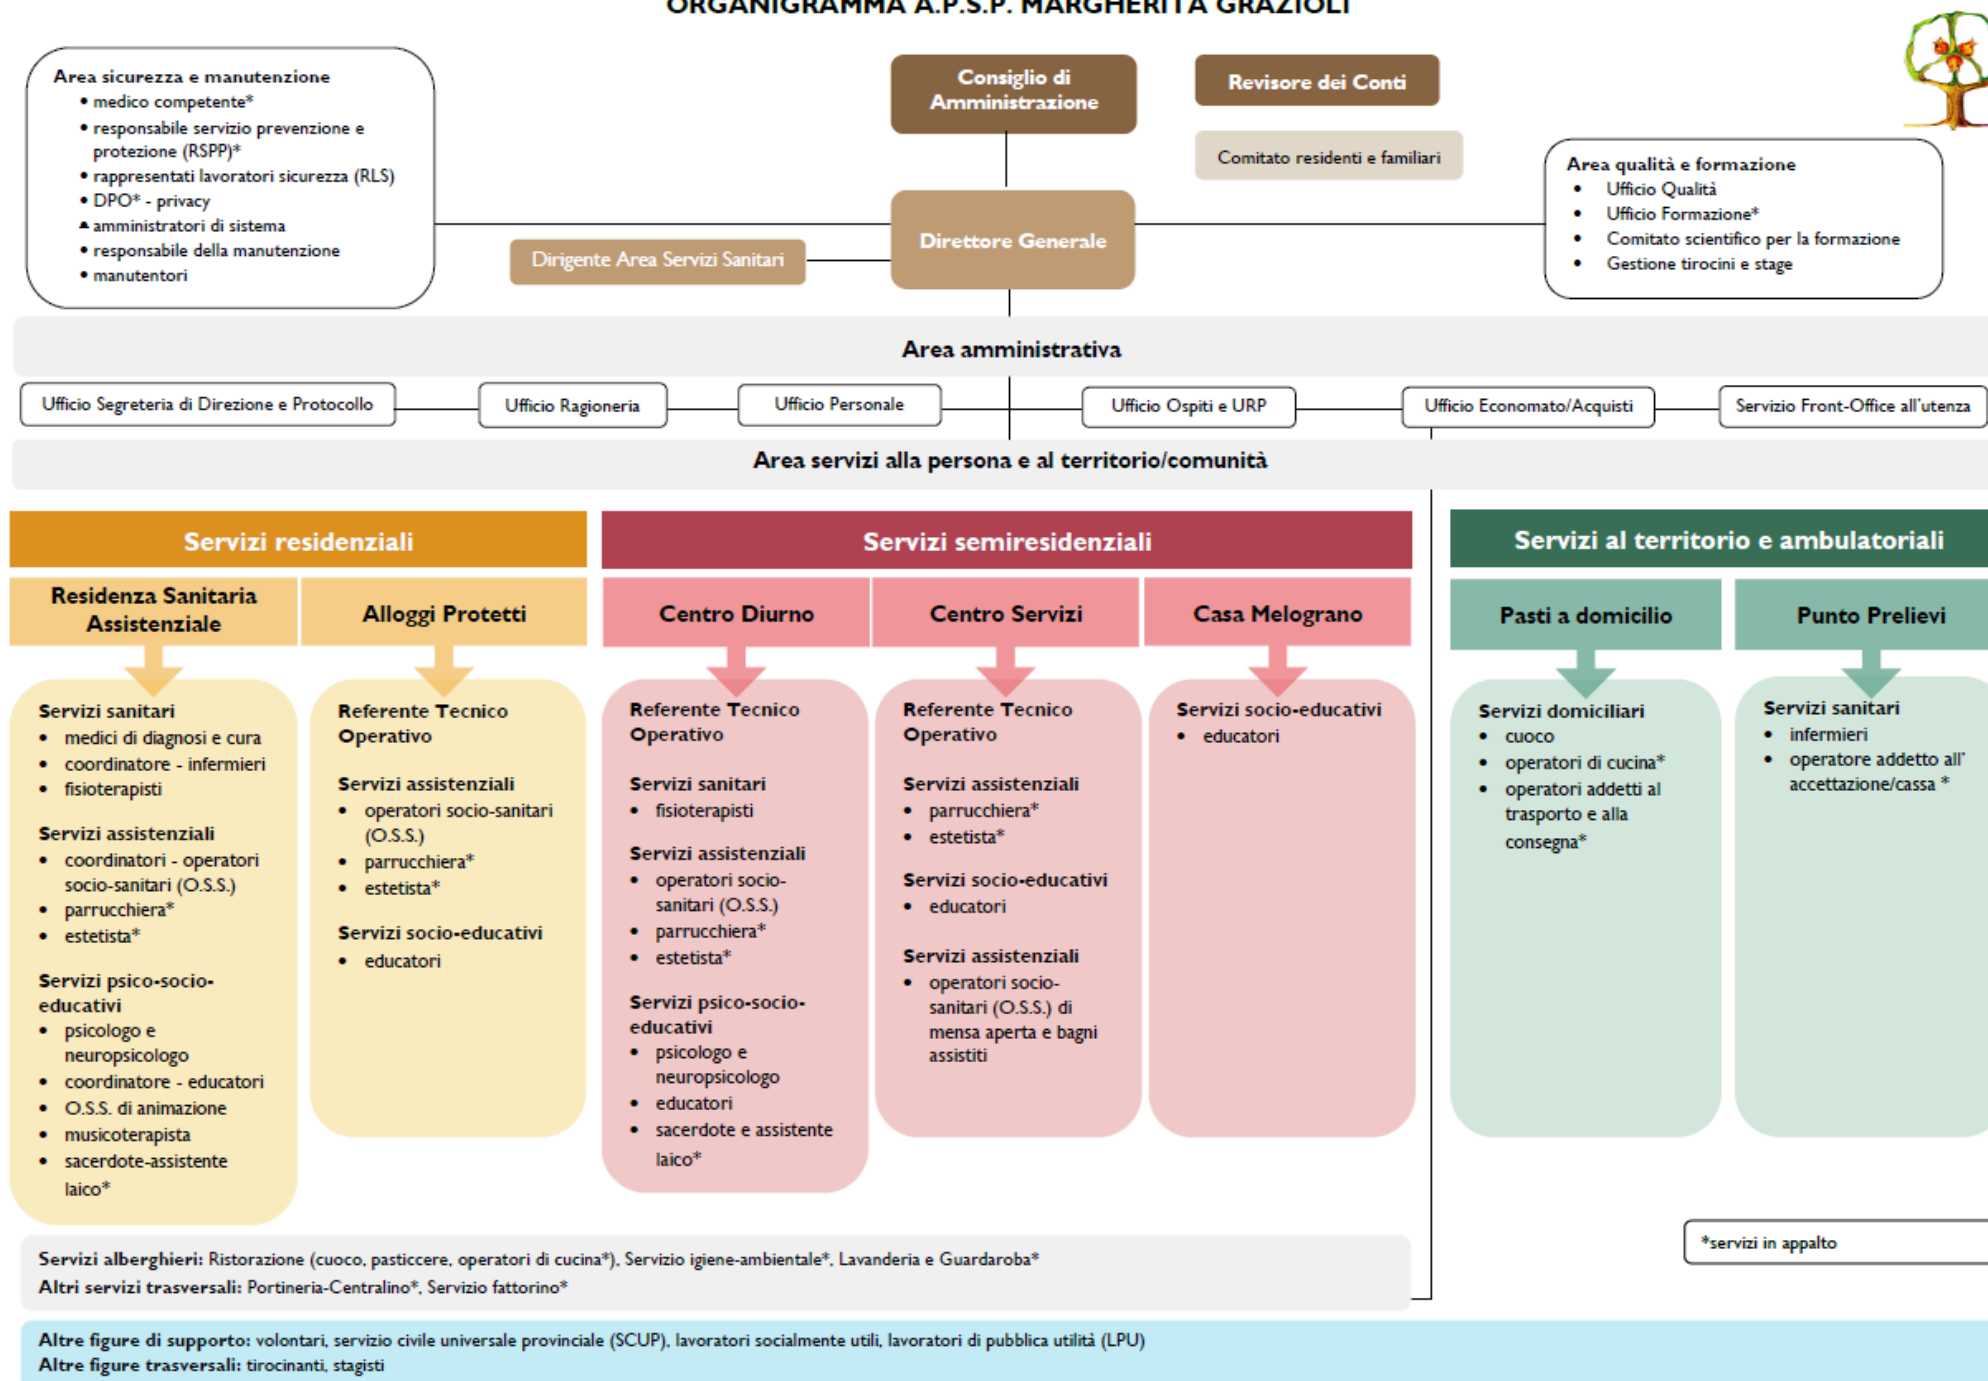 ORGANIGRAMMA A.P.S.P. MARGHERITA GRAZIOLI
Area sicurezza e manutenzione
• medico competente*
• responsabile servizio prevenzione e
protezione (RSPP)*
• rappresentati lavoratori sicurezza (RLS)
• DPO* - privacy
amministratori di sistema
• responsabile della manutenzione
• manutentori
Consiglio di
Amministrazione
Revisore dei Conti
Comitato residenti e familiari
Direttore Generale
Dirigente Area Servizi Sanitari
Area qualità e formazione
• Ufficio Qualità
• Ufficio Formazione*
• Comitato scientifico per la formazione
• Gestione tirocini e stage
Area amministrativa
Ufficio Segreteria di Direzione e Protocollo
Ufficio Ragioneria
Ufficio Personale
Ufficio Ospiti e URP
Ufficio Economato/Acquisti
Servizio Front-Office all'utenza
Area servizi alla persona e al territorio/comunità
Servizi residenziali
Residenza Sanitaria
Assistenziale
Servizi sanitari
• medici di diagnosi e cura
• coordinatore - infermieri
• fisioterapisti
Servizi assistenziali
• coordinatori - operatori
socio-sanitari (O.S.S.)
• parrucchiera*
• estetista*
Servizi psico-socio-
educativi
• psicologo e
neuropsicologo
• coordinatore - educatori
• O.S.S. di animazione
• musicoterapista
• sacerdote-assistente
laico*
Alloggi Protetti
Referente Tecnico
Operativo
Servizi assistenziali
• operatori socio-sanitari
(O.S.S.)
• parrucchiera*
• estetista*
Servizi socio-educativi
• educatori
Servizi semiresidenziali
Centro Diurno
Referente Tecnico
Operativo
Servizi sanitari
• fisioterapisti
Servizi assistenziali
• operatori socio-
sanitari (O.S.S.)
• parrucchiera*
• estetista*
Servizi psico-socio-
educativi
• psicologo e
neuropsicologo
• educatori
• sacerdote e assistente
laico*
Centro Servizi
Referente Tecnico
Operativo
Servizi assistenziali
• parrucchiera*
• estetista*
Servizi socio-educativi
• educatori
Servizi assistenziali
• operatori socio-
sanitari (O.S.S.) di
mensa aperta e bagni
assistiti
Casa Melograno
Servizi socio-educativi
• educatori
Servizi al territorio e ambulatoriali
Pasti a domicilio
Servizi domiciliari
• cuoco
• operatori di cucina*
• operatori addetti al
trasporto e alla
consegna*
Punto Prelievi
Servizi sanitari
• infermieri
• operatore addetto all'
accettazione/cassa *
*servizi in appalto
Servizi alberghieri: Ristorazione (cuoco, pasticcere, operatori di cucina*), Servizio igiene-ambientale*, Lavanderia e Guardaroba*
Altri servizi trasversali: Portineria-Centralino*, Servizio fattorino*
Altre figure di supporto: volontari, servizio civile universale provinciale (SCUP), lavoratori socialmente utili, lavoratori di pubblica utilità (LPU)
Altre figure trasversali: tirocinanti, stagisti